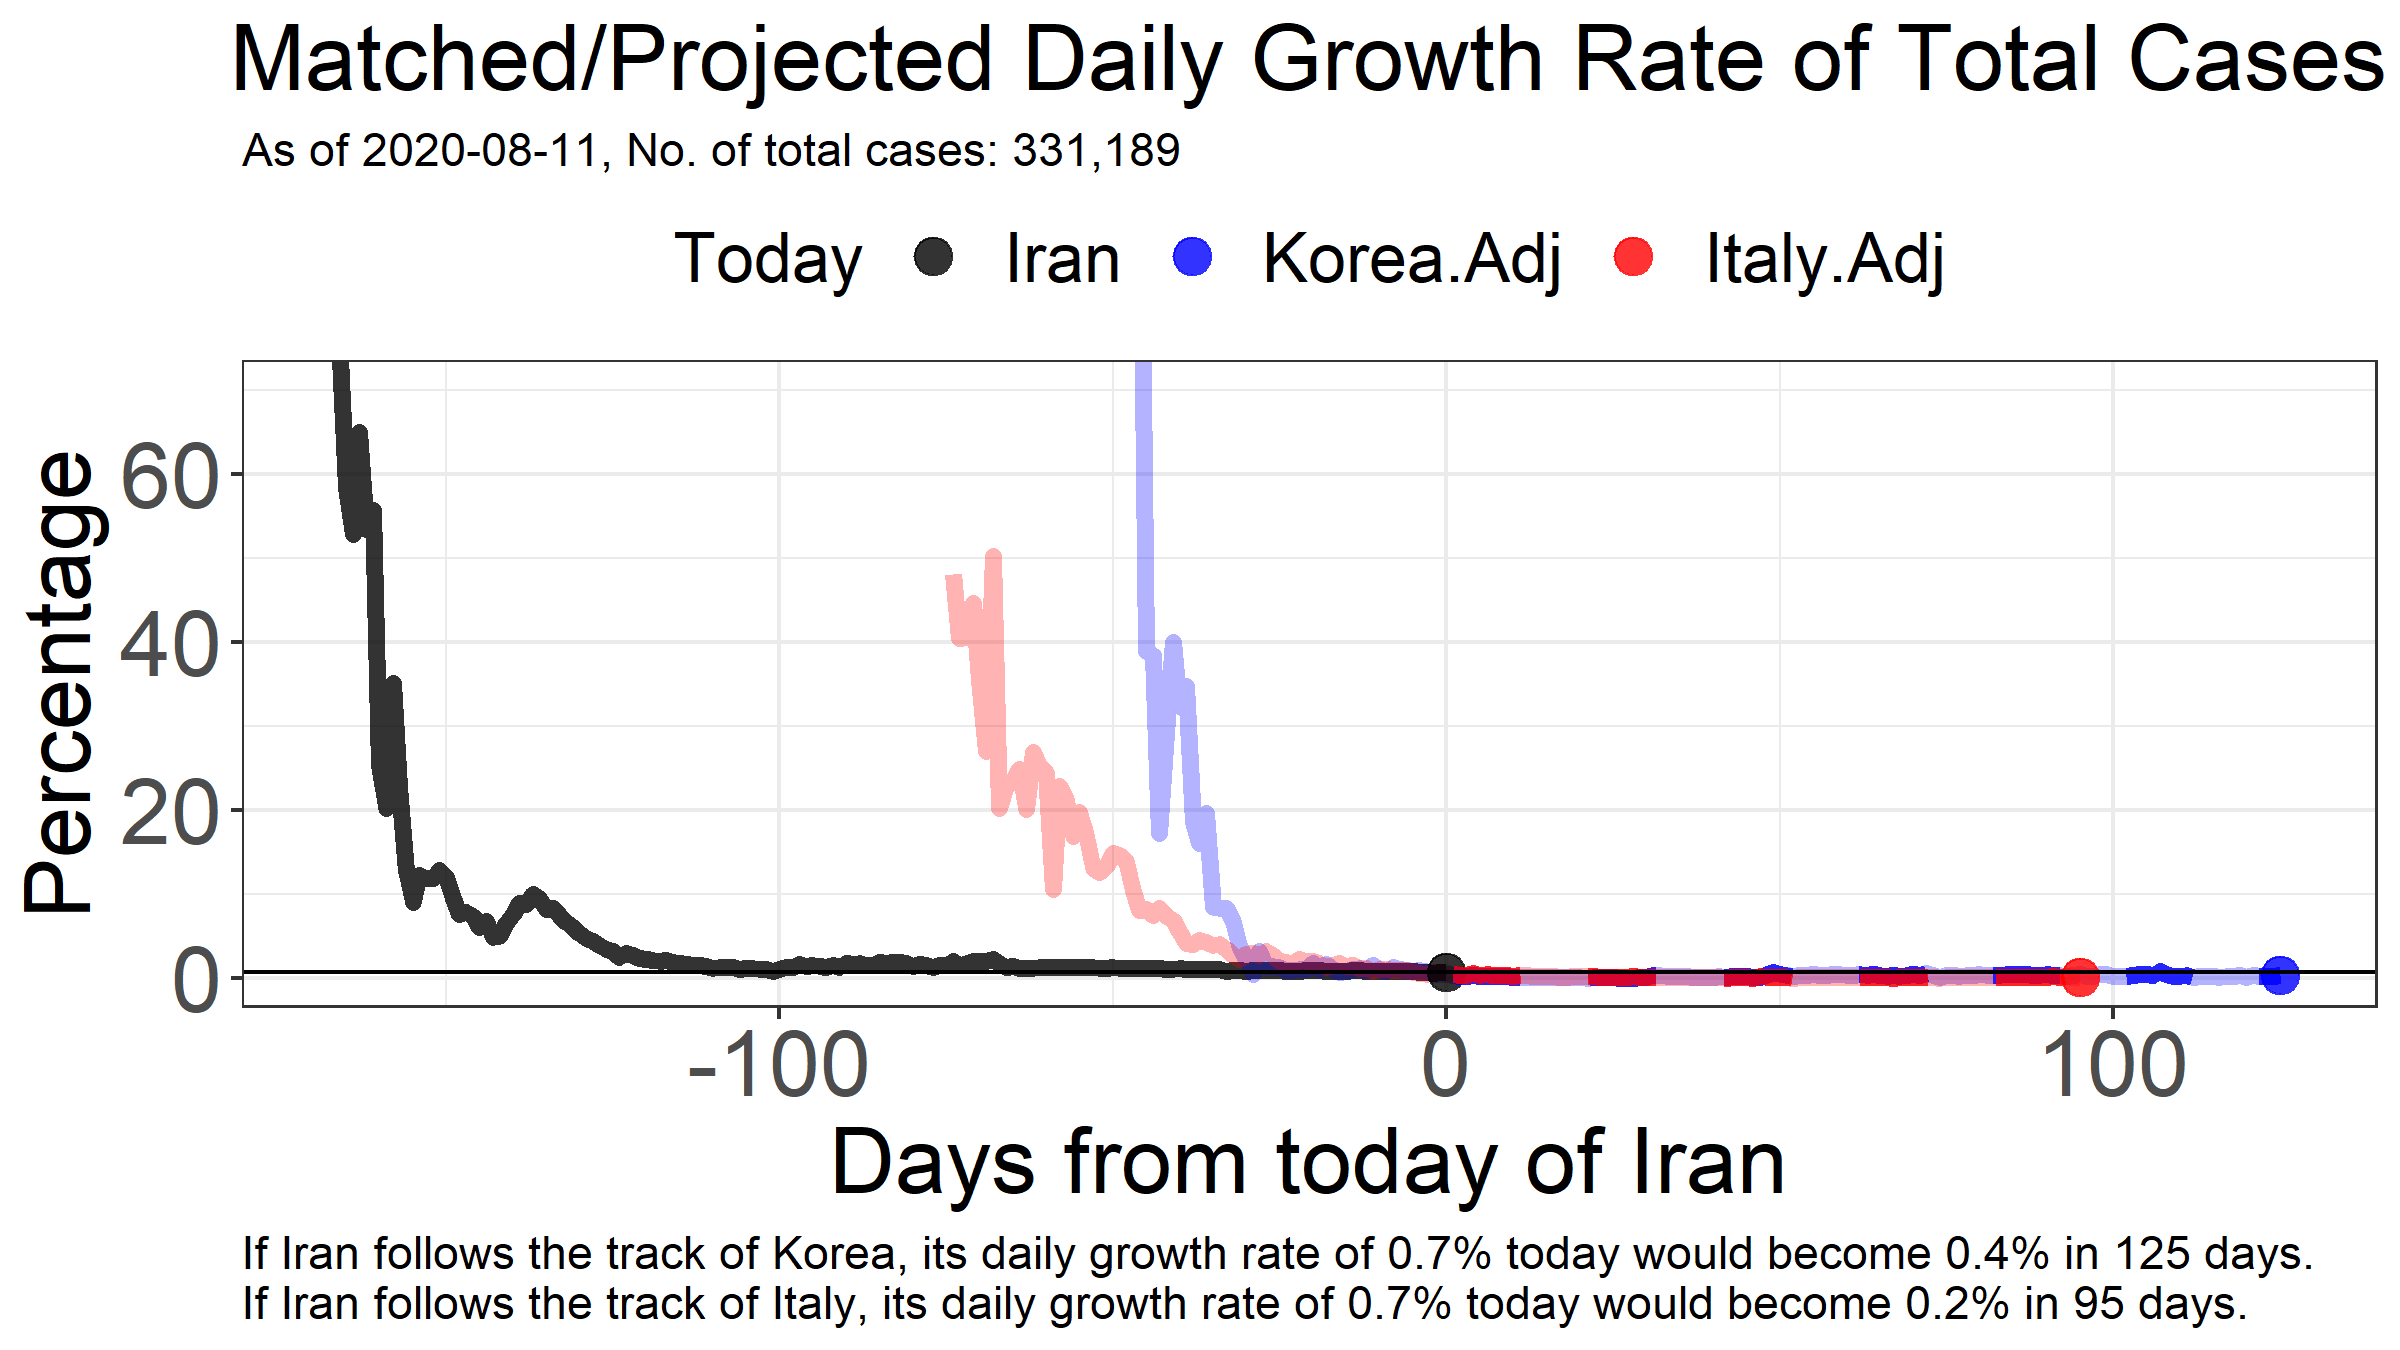 Matched/Projected Daily Growth Rate of Total Cases
As of 2020-08-11, No. of total cases: 331,189
Today Iran Korea.Adj Italy.Adj
Percentage
60
40
20
0
-100 0 100
Days from today of Iran
If Iran follows the track of Korea, its daily growth rate of 0.7% today would become 0.4% in 125 days.
If Iran follows the track of Italy, its daily growth rate of 0.7% today would become 0.2% in 95 days.